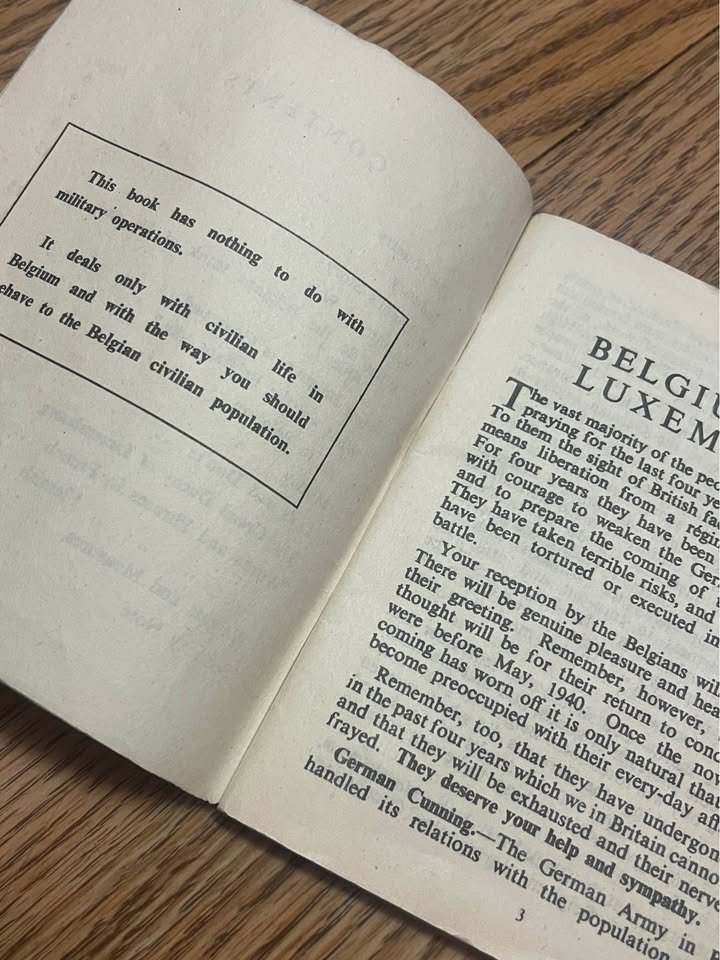 This book has nothing to do with
military operations.
It deals only with civilian life in
Belgium and with the way you should
ehave to the Belgian civilian population.
BELGIU
LUXEM
The vast majority of the peo
praying for the last four ye
To them the sight of British fa
means liberation from a régim
For four years they have been
with courage to weaken the Ger
and to prepare the coming of
They have taken terrible risks, and
have been tortured or executed in
battle.
Your reception by the Belgians wil
There will be genuine pleasure and hea
their greeting. Remember, however,
thought will be for their return to cond
were before May, 1940. Once the nov
coming has worn off it is only natural that
become preoccupied with their every-day aff
Remember, too, that they have undergon
in the past four years which we in Britain canno
and that they will be exhausted and their nerve
frayed. They deserve your help and sympathy.
German Cunning.—The German Army in
handled its relations with the population
3